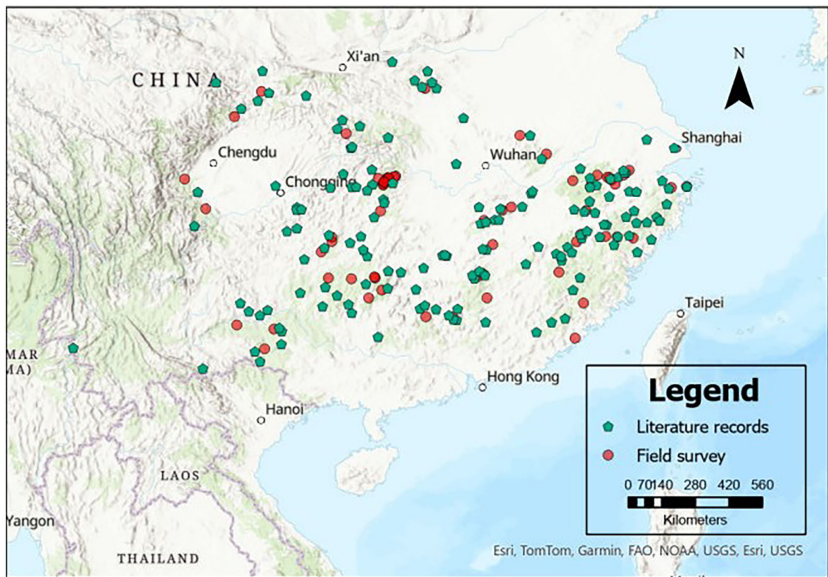 Xi'an
N
CHINA
Shanghai
Wuhan
Chengdu
Chongqing
Taipei
MAR
MA)
Hong Kong
Hanoi
Legend
Literature records
Field survey
0 70140 280 420 560
Kilometers
LAOS
Yangon
THAILAND
Esri, TomTom, Garmin, FAO, NOAA, USGS, Esri, USGS